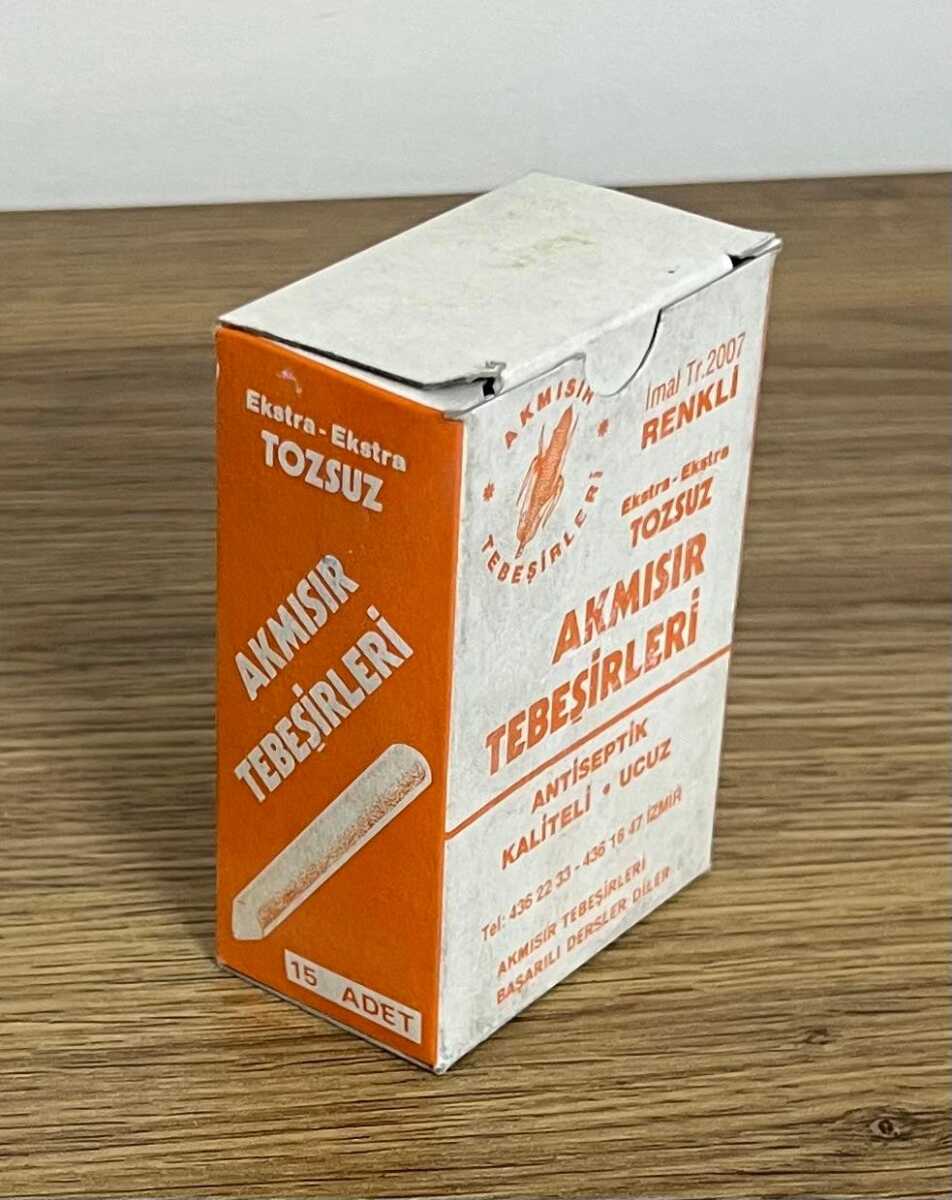 Ekstra - Ekstra
TOZSUZ
AKMISIR
TEBEŞİRLERİ
15 ADET
AKMISIR
TEBEŞİRLERİ
İmal Tr.2007
RENKLİ
Ekstra - Ekstra
TOZSUZ
AKMISIR
TEBEŞİRLERİ
ANTİSEPTİK
KALİTELİ • UCUZ
Tel: 436 22 33 - 436 16 47 İZMİR
AKMISIR TEBEŞİRLERİ
BAŞARILI DERSLER DİLER